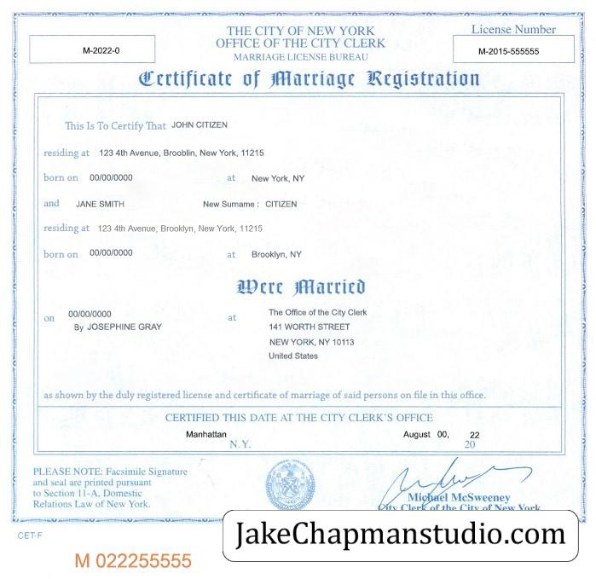 THE CITY OF NEW YORK
OFFICE OF THE CITY CLERK
MARRIAGE LICENSE BUREAU
License Number
M-2022-0
M-2015-555555
Certificate of Marriage Registration
This Is To Certify That JOHN CITIZEN
residing at 123 4th Avenue, Brooblin, New York, 11215
born on 00/00/0000 at New York, NY
and JANE SMITH New Surname : CITIZEN
residing at 123 4th Avenue, Brooklyn, New York, 11215
born on 00/00/0000 at Brooklyn, NY
Were Married
on 00/00/0000 at The Office of the City Clerk
By JOSEPHINE GRAY 141 WORTH STREET
NEW YORK, NY 10113
United States
as shown by the duly registered license and certificate of marriage of said persons on file in this office.
CERTIFIED THIS DATE AT THE CITY CLERK'S OFFICE
Manhattan August 00, 22
N.Y. 20
PLEASE NOTE: Facsimile Signature
and seal are printed pursuant
to Section 11-A, Domestic
Relations Law of New York.
Michael McSweeney
City Clerk of the City of New York
CET-F
M 022255555
JakeChapmanstudio.com